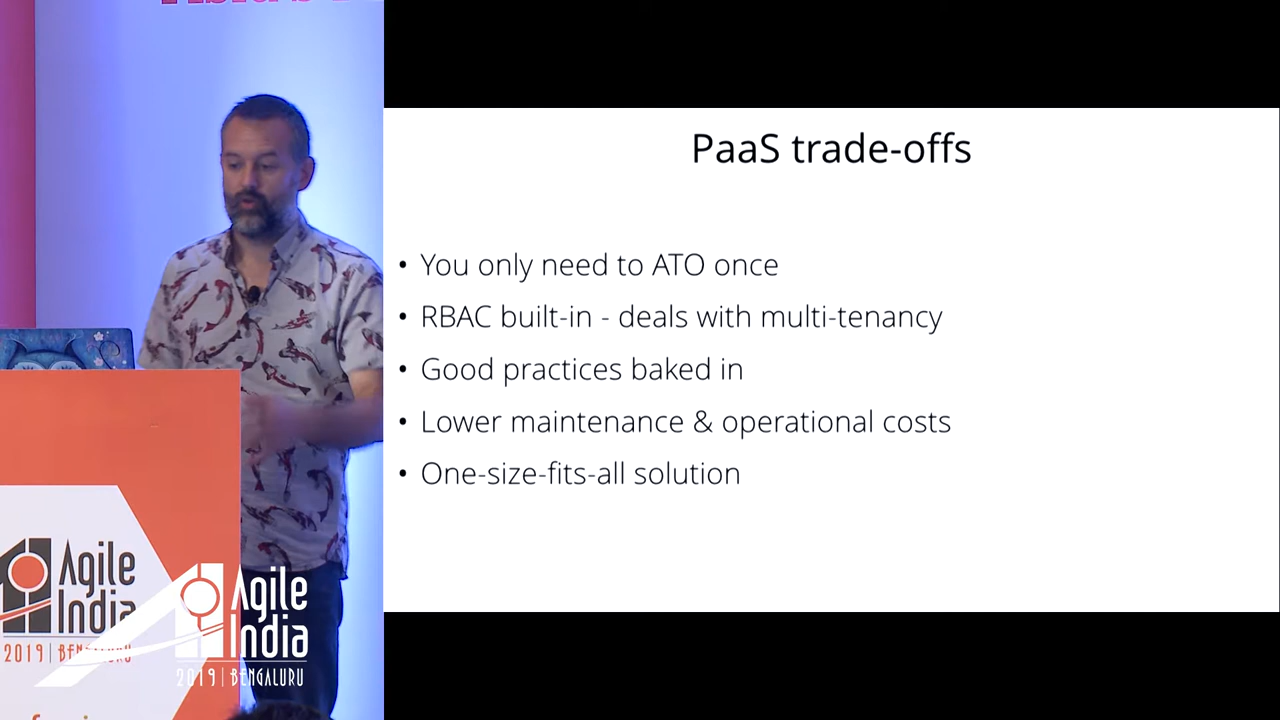 PaaS trade-offs
• You only need to ATO once
• RBAC built-in - deals with multi-tenancy
• Good practices baked in
• Lower maintenance & operational costs
• One-size-fits-all solution
Agile
India
2019 | BENGALURU
Agile
India
2019 | BENGALURU